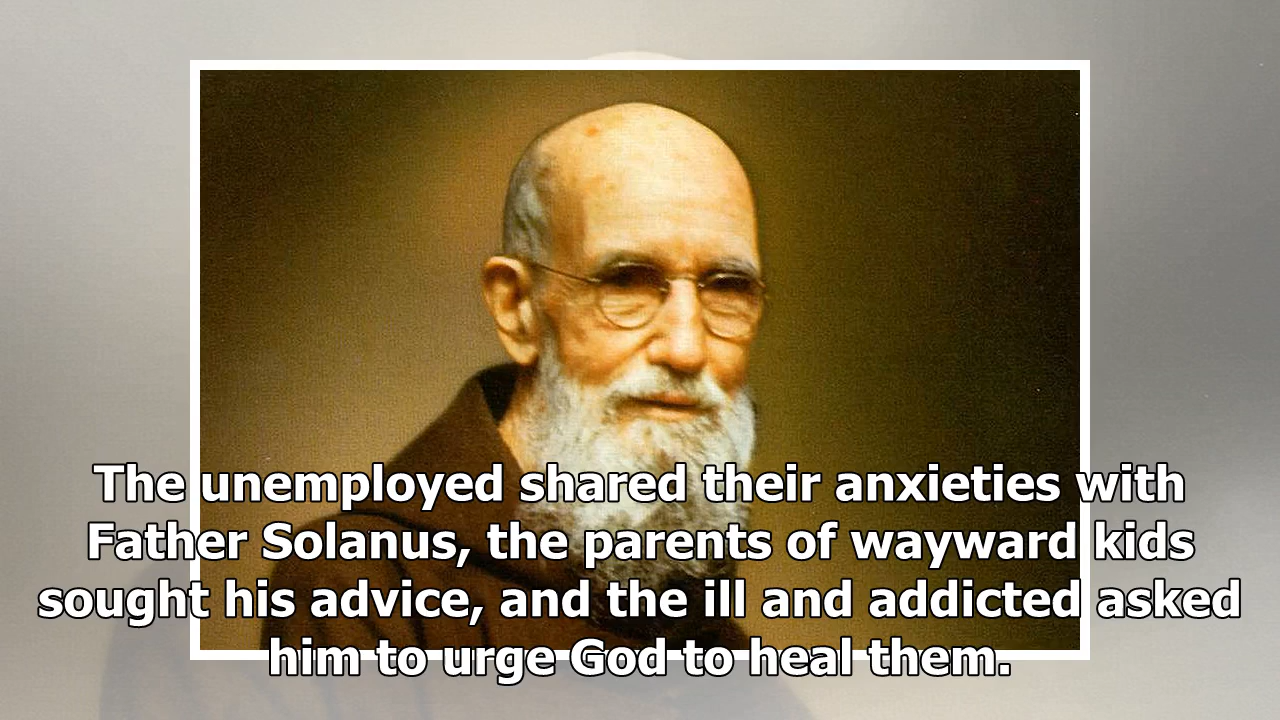 The unemployed shared their anxieties with
Father Solanus, the parents of wayward kids
sought his advice, and the ill and addicted asked
him to urge God to heal them.